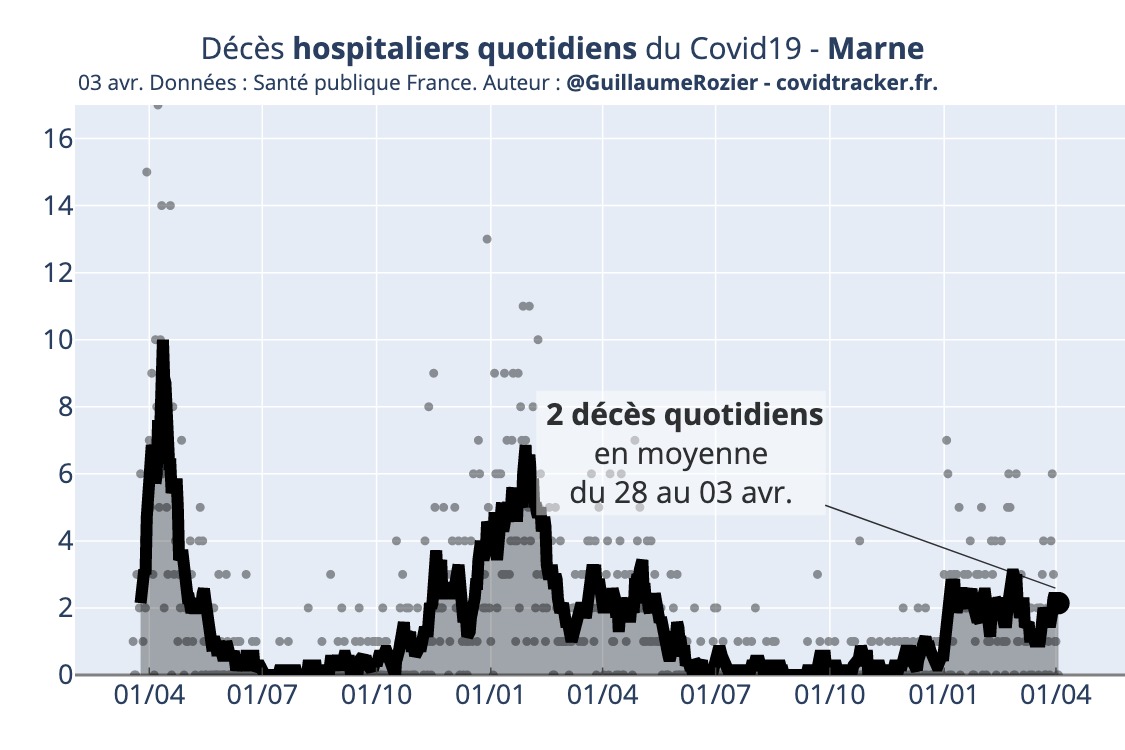 Décès hospitaliers quotidiens du Covid19 - Marne
03 avr. Données : Santé publique France. Auteur : @GuillaumeRozier - covidtracker.fr.
16
14
12
10
8
2 décès quotidiens
en moyenne
6
du 28 au 03 avr.
4
2
0
01/04 01/07 01/10 01/01 01/04 01/07 01/10 01/01 01/04